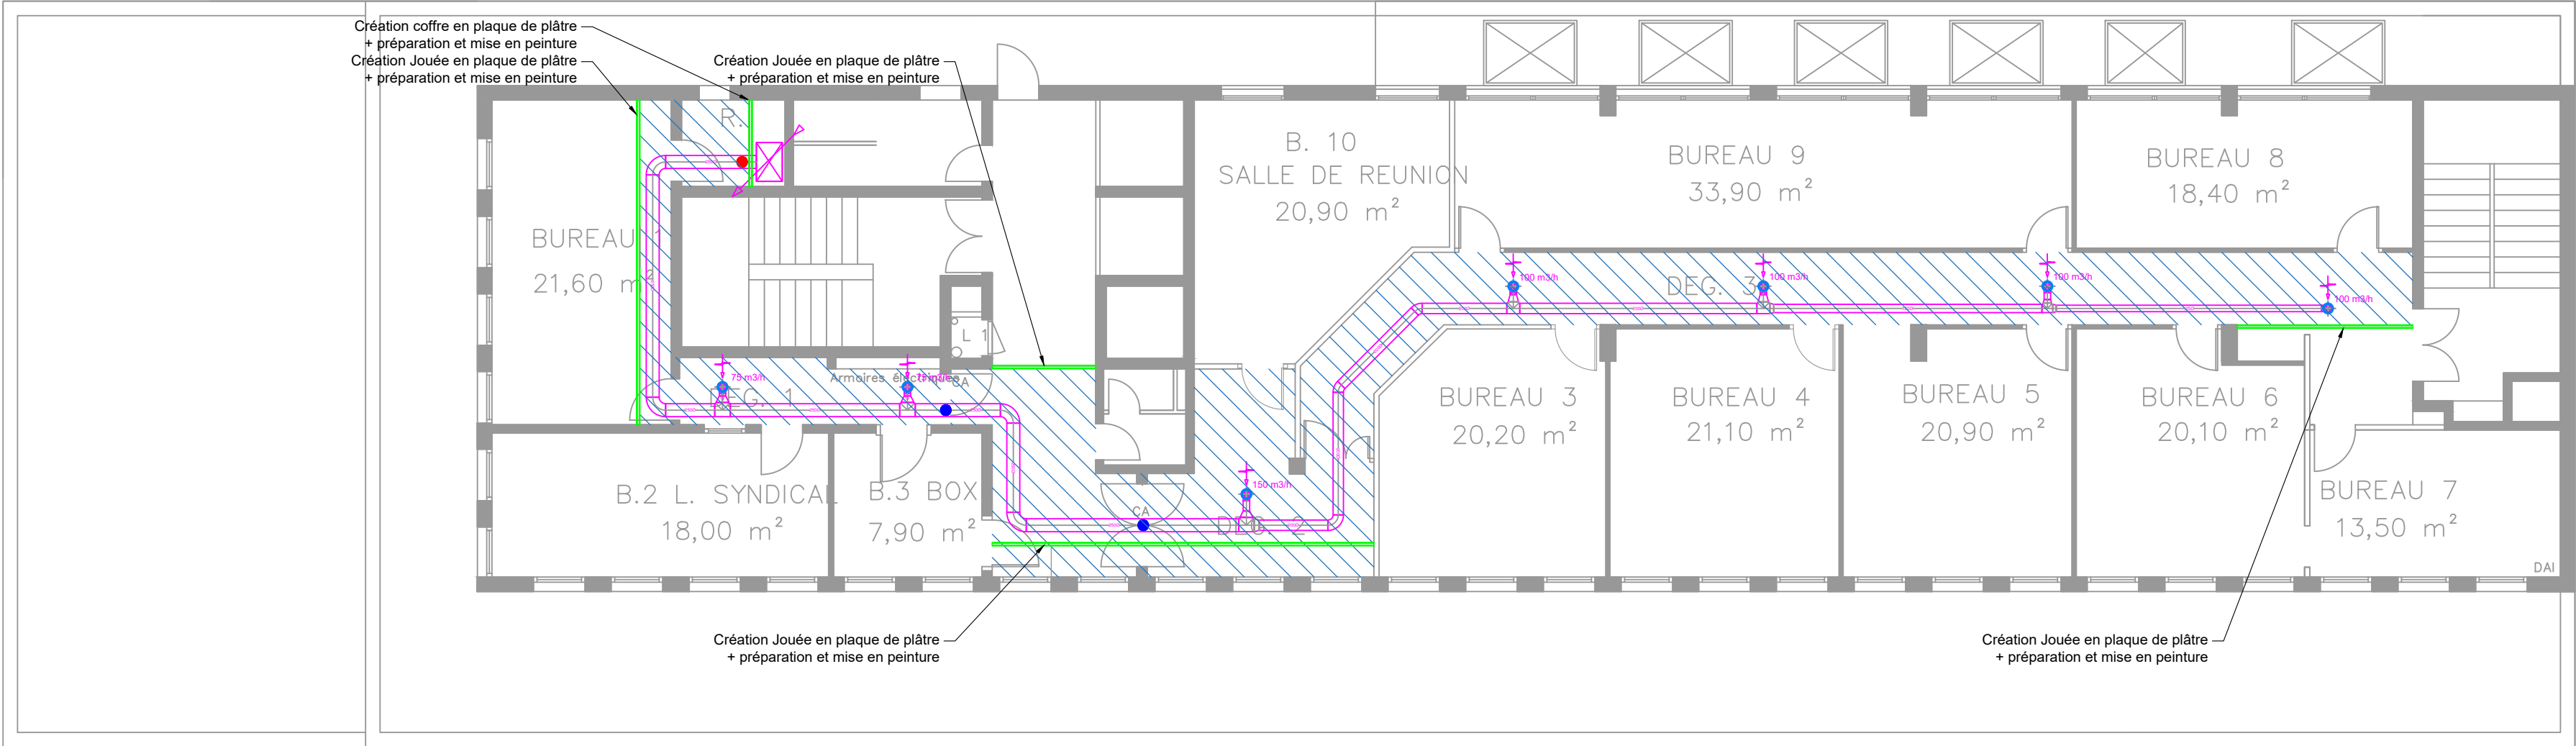 Création coffre en plaque de plâtre
+ préparation et mise en peinture
Création Jouée en plaque de plâtre
+ préparation et mise en peinture
Création Jouée en plaque de plâtre
+ préparation et mise en peinture
R.
B. 10
SALLE DE REUNION
20,90 m²
BUREAU 9
33,90 m²
BUREAU 8
18,40 m²
BUREAU 1
21,60 m²
DEG. 3
100 m3/h
100 m3/h
100 m3/h
100 m3/h
L 1
75 m3/h
Armoires électriques
75 m3/h
CA
DEG. 1
BUREAU 3
20,20 m²
BUREAU 4
21,10 m²
BUREAU 5
20,90 m²
BUREAU 6
20,10 m²
B.2 L. SYNDICAL
18,00 m²
B.3 BOX
7,90 m²
CA
150 m3/h
DEG. 2
BUREAU 7
13,50 m²
DAI
Création Jouée en plaque de plâtre
+ préparation et mise en peinture
Création Jouée en plaque de plâtre
+ préparation et mise en peinture